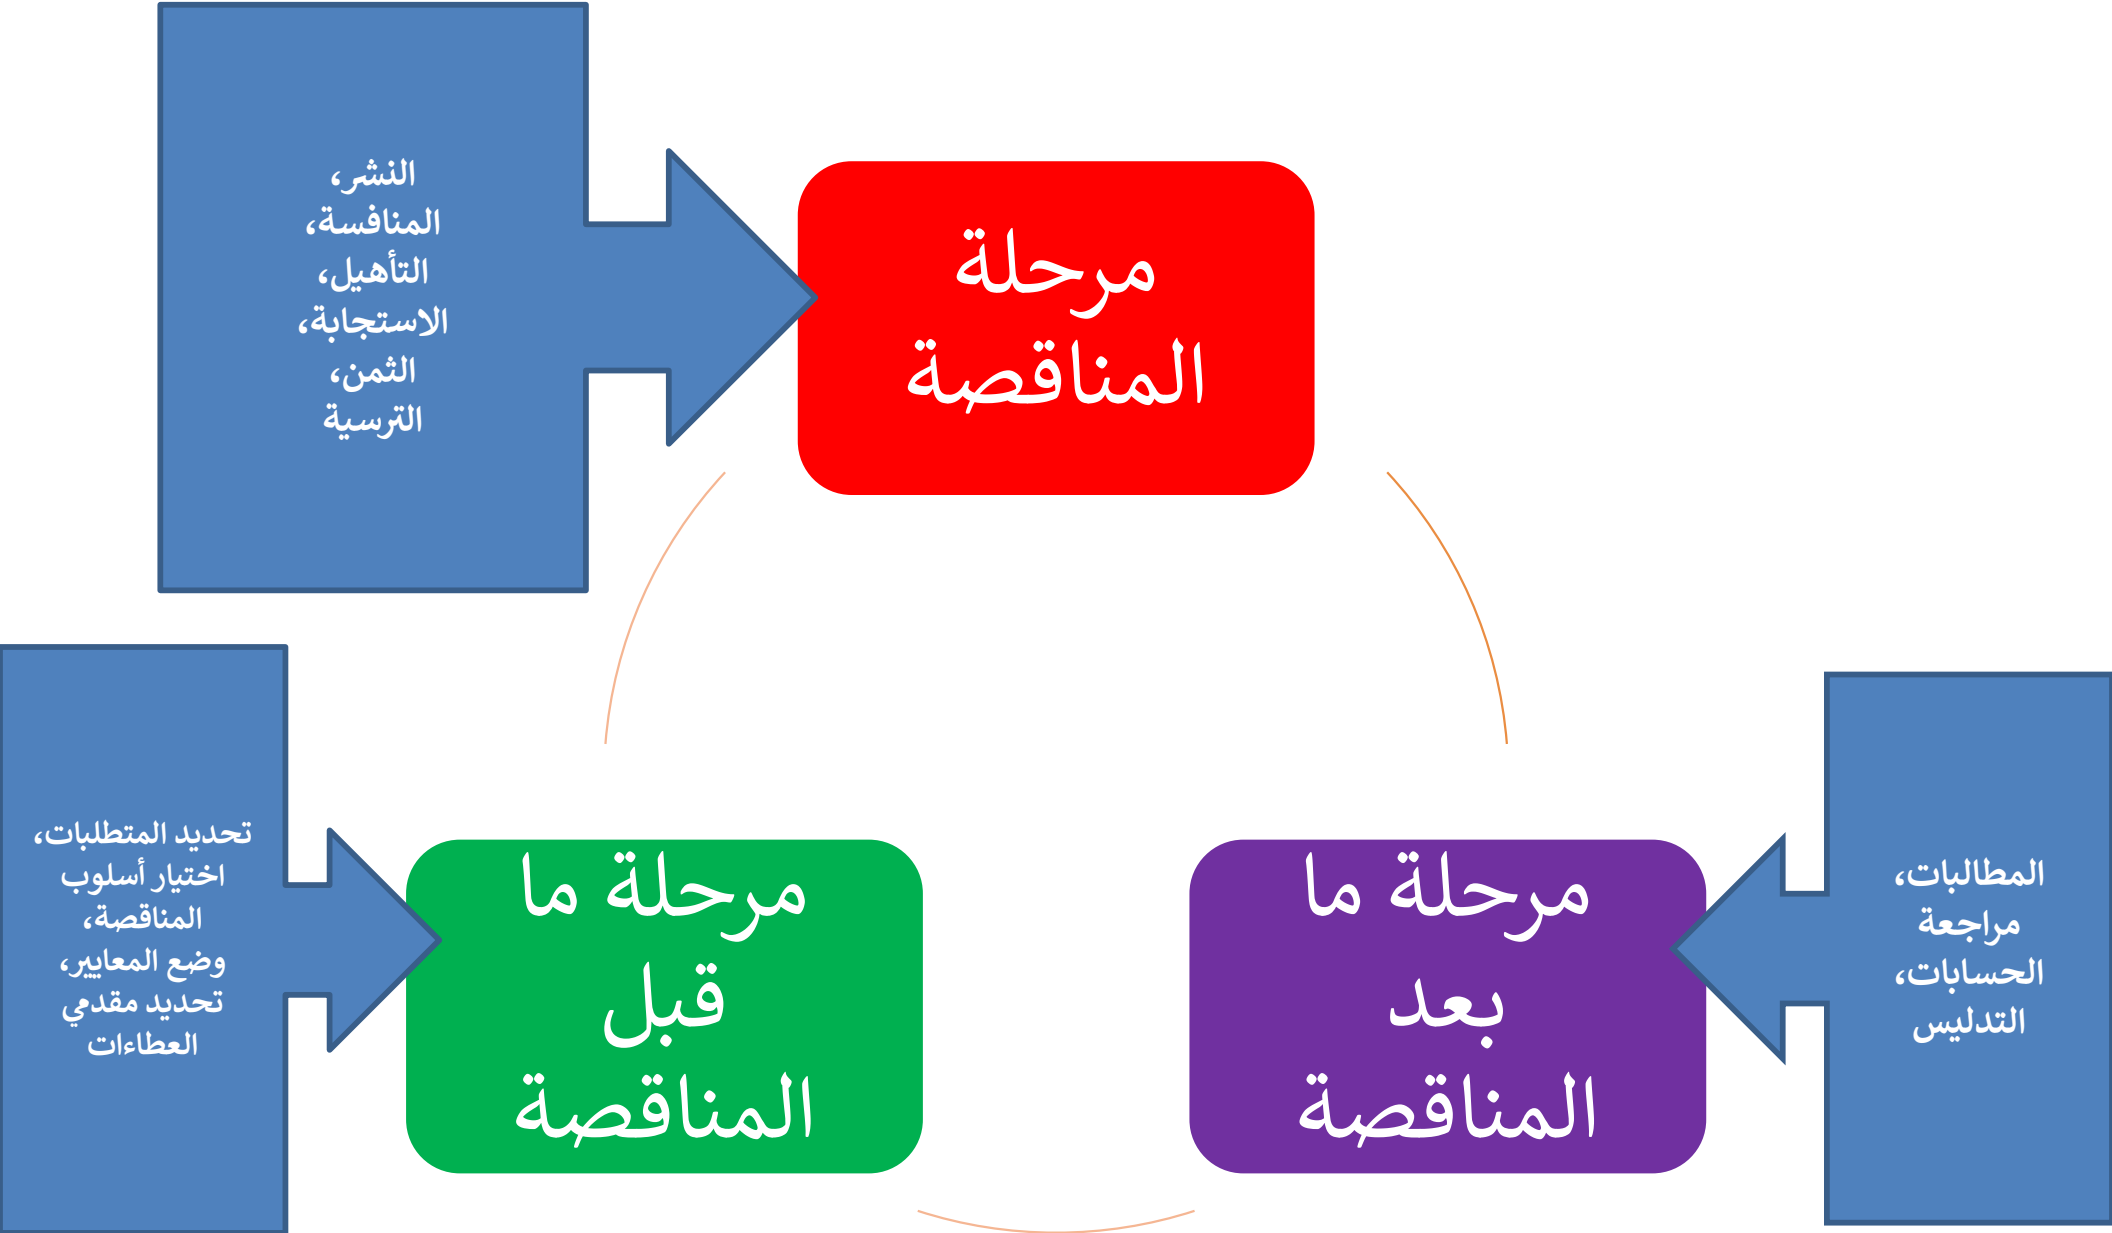 النشر،
المنافسة،
التأهيل،
الاستجابة،
الثمن،
الترسية
مرحلة
المناقصة
تحديد المتطلبات،
اختيار أسلوب
المناقصة،
وضع المعايير،
تحديد مقدمي
العطاءات
مرحلة ما
قبل
المناقصة
مرحلة ما
بعد
المناقصة
المطالبات،
مراجعة
الحسابات،
التدليس